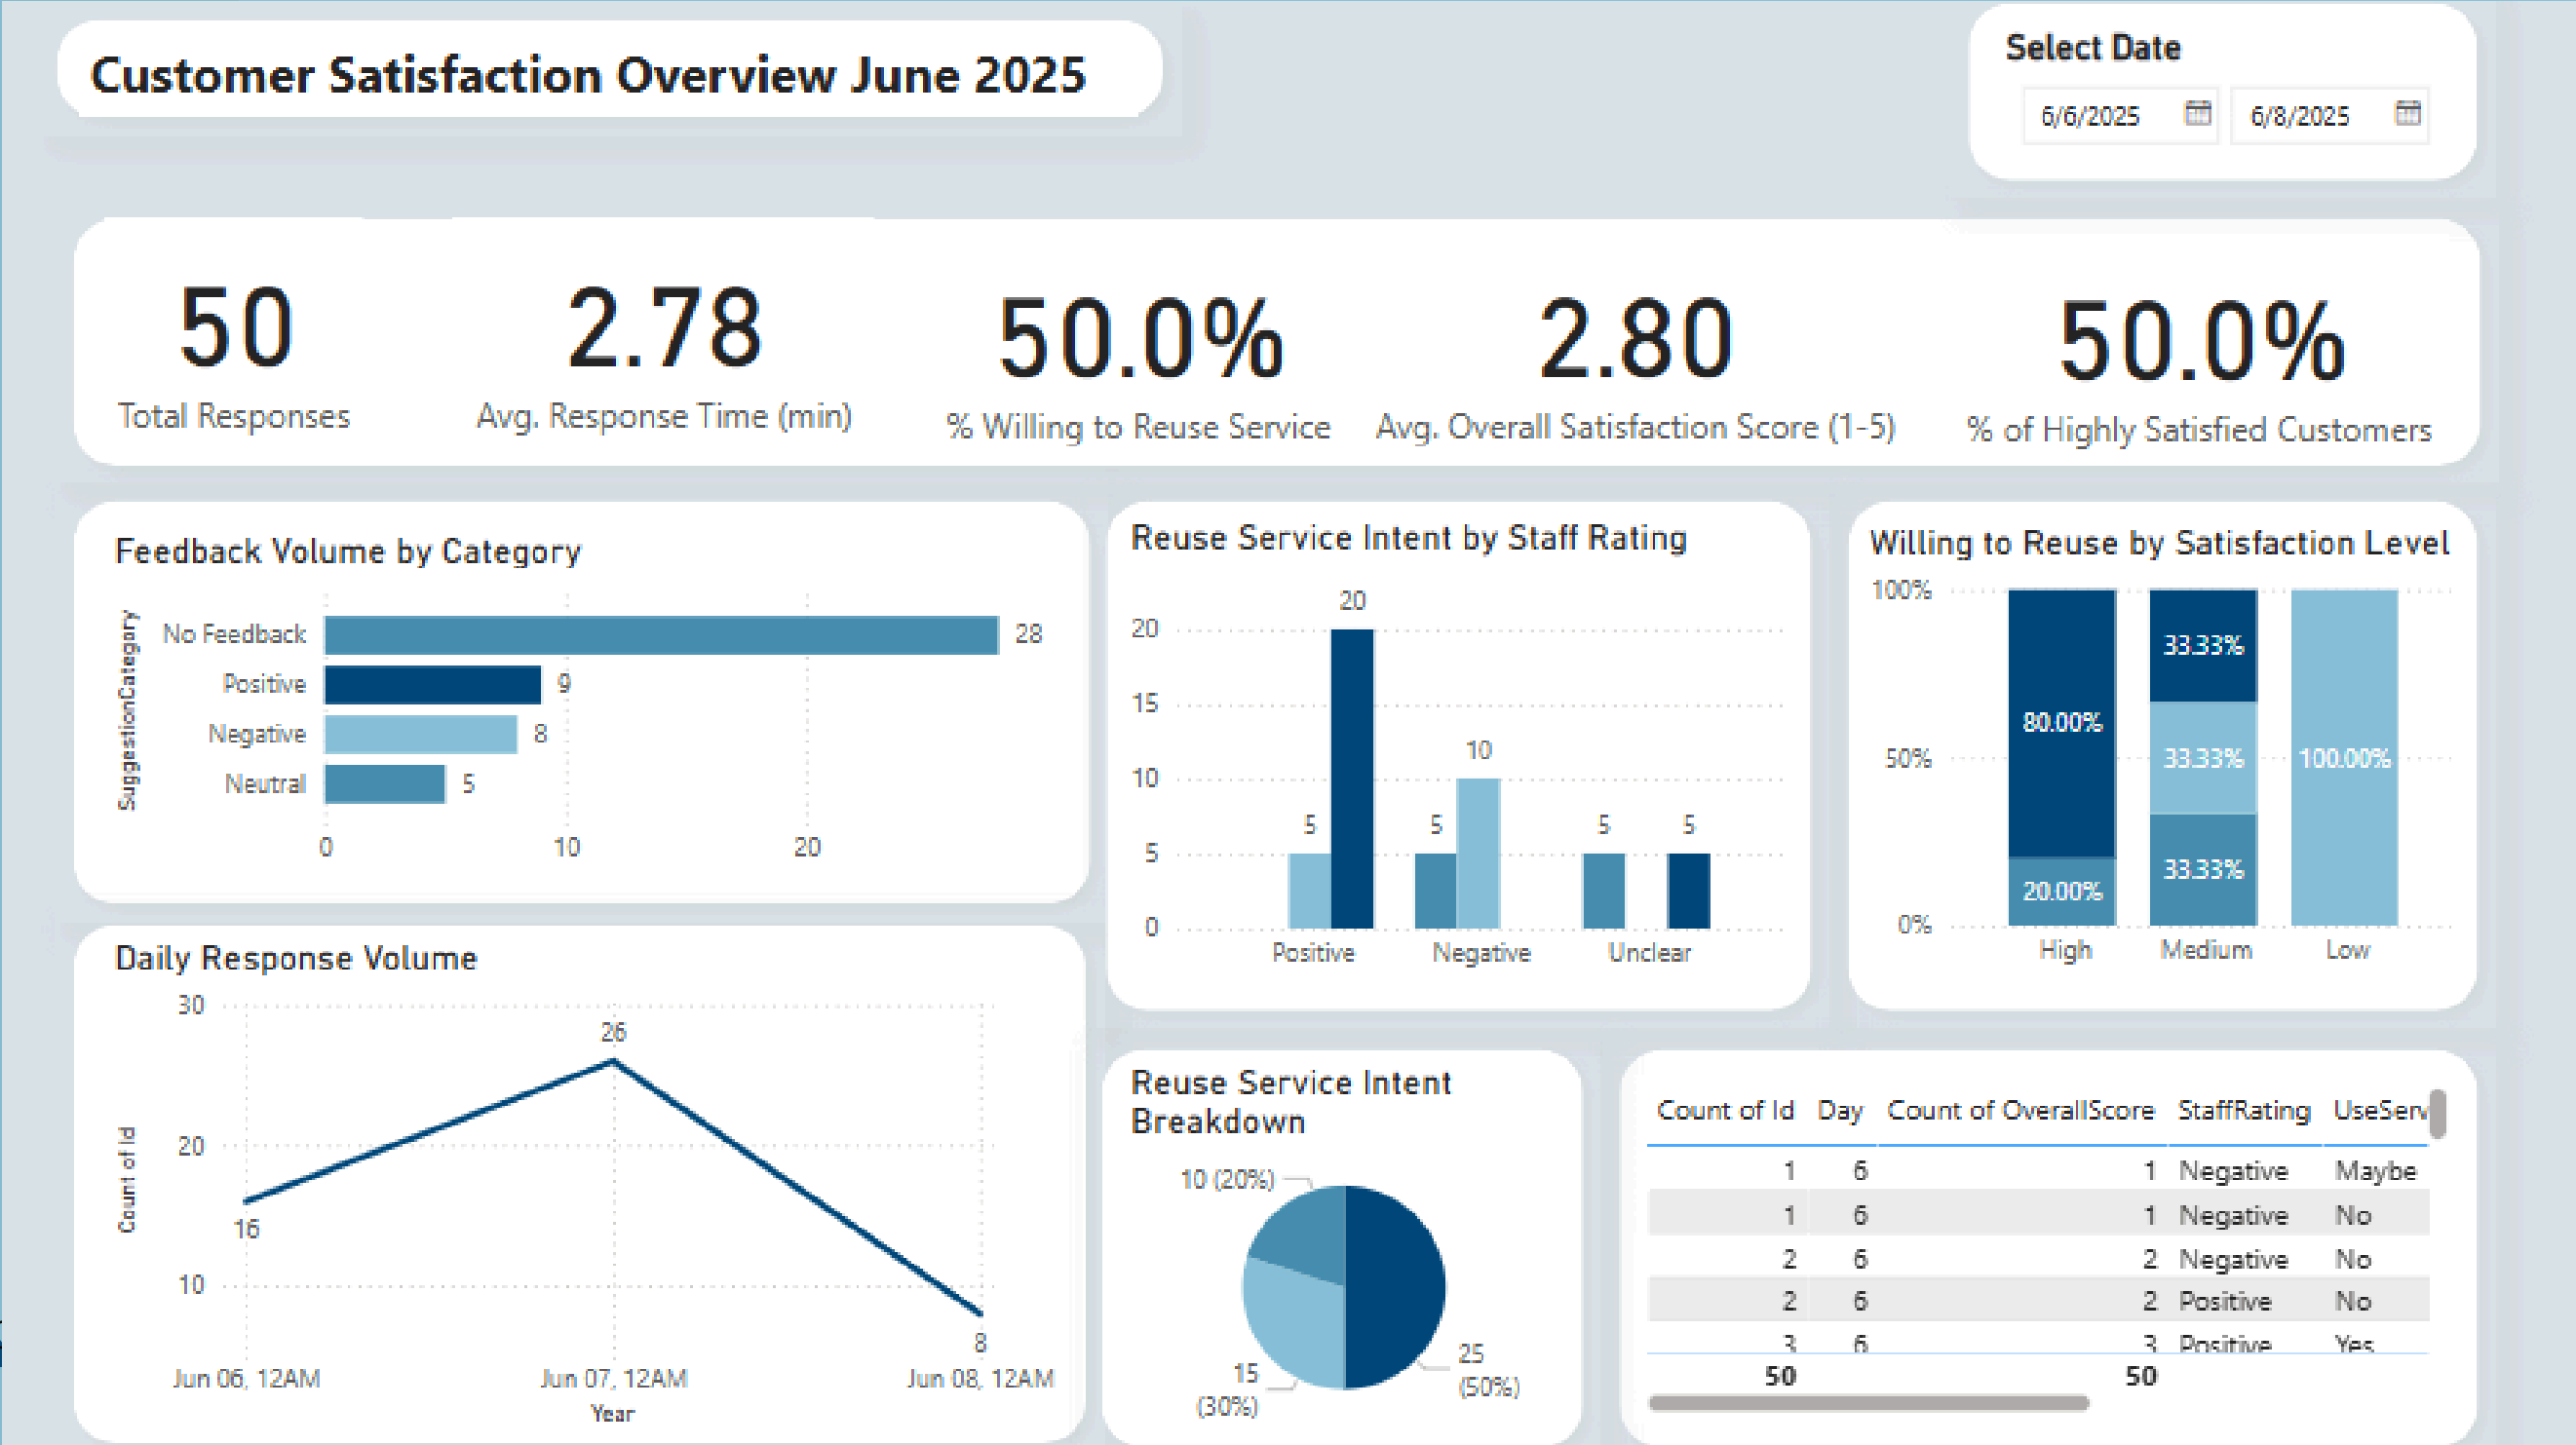 Customer Satisfaction Overview June 2025
Select Date
6/6/2025 6/8/2025
50
Total Responses
2.78
Avg. Response Time (min)
50.0%
% Willing to Reuse Service
2.80
Avg. Overall Satisfaction Score (1-5)
50.0%
% of Highly Satisfied Customers
Feedback Volume by Category
SuggestionCategory
No Feedback 28
Positive 9
Negative 8
Neutral 5
0 10 20
Reuse Service Intent by Staff Rating
20
15
10
5
0
5 20
5 10
5 5
Positive Negative Unclear
Willing to Reuse by Satisfaction Level
100%
50%
0%
80.00%
20.00%
33.33%
33.33%
33.33%
100.00%
High Medium Low
Daily Response Volume
Count of Id
30
20
10
16
26
8
Jun 06, 12AM Jun 07, 12AM Jun 08, 12AM
Year
Reuse Service Intent
Breakdown
10 (20%)
15
(30%)
25
(50%)
Count of Id Day Count of OverallScore StaffRating UseServ
1 6 1 Negative Maybe
1 6 1 Negative No
2 6 2 Negative No
2 6 2 Positive No
3 6 3 Positive Yes
50 50